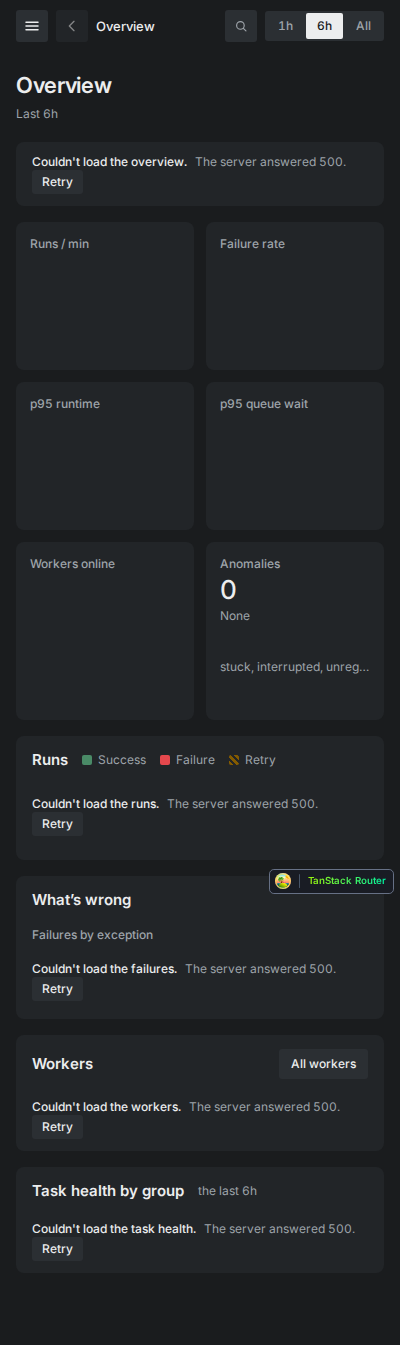 Overview
1h 6h All
Overview
Last 6h
Couldn't load the overview. The server answered 500.
Retry
Runs / min
Failure rate
p95 runtime
p95 queue wait
Workers online
Anomalies
0
None
stuck, interrupted, unreg...
Runs Success Failure Retry
Couldn't load the runs. The server answered 500.
Retry
TanStack Router
What's wrong
Failures by exception
Couldn't load the failures. The server answered 500.
Retry
Workers
All workers
Couldn't load the workers. The server answered 500.
Retry
Task health by group the last 6h
Couldn't load the task health. The server answered 500.
Retry